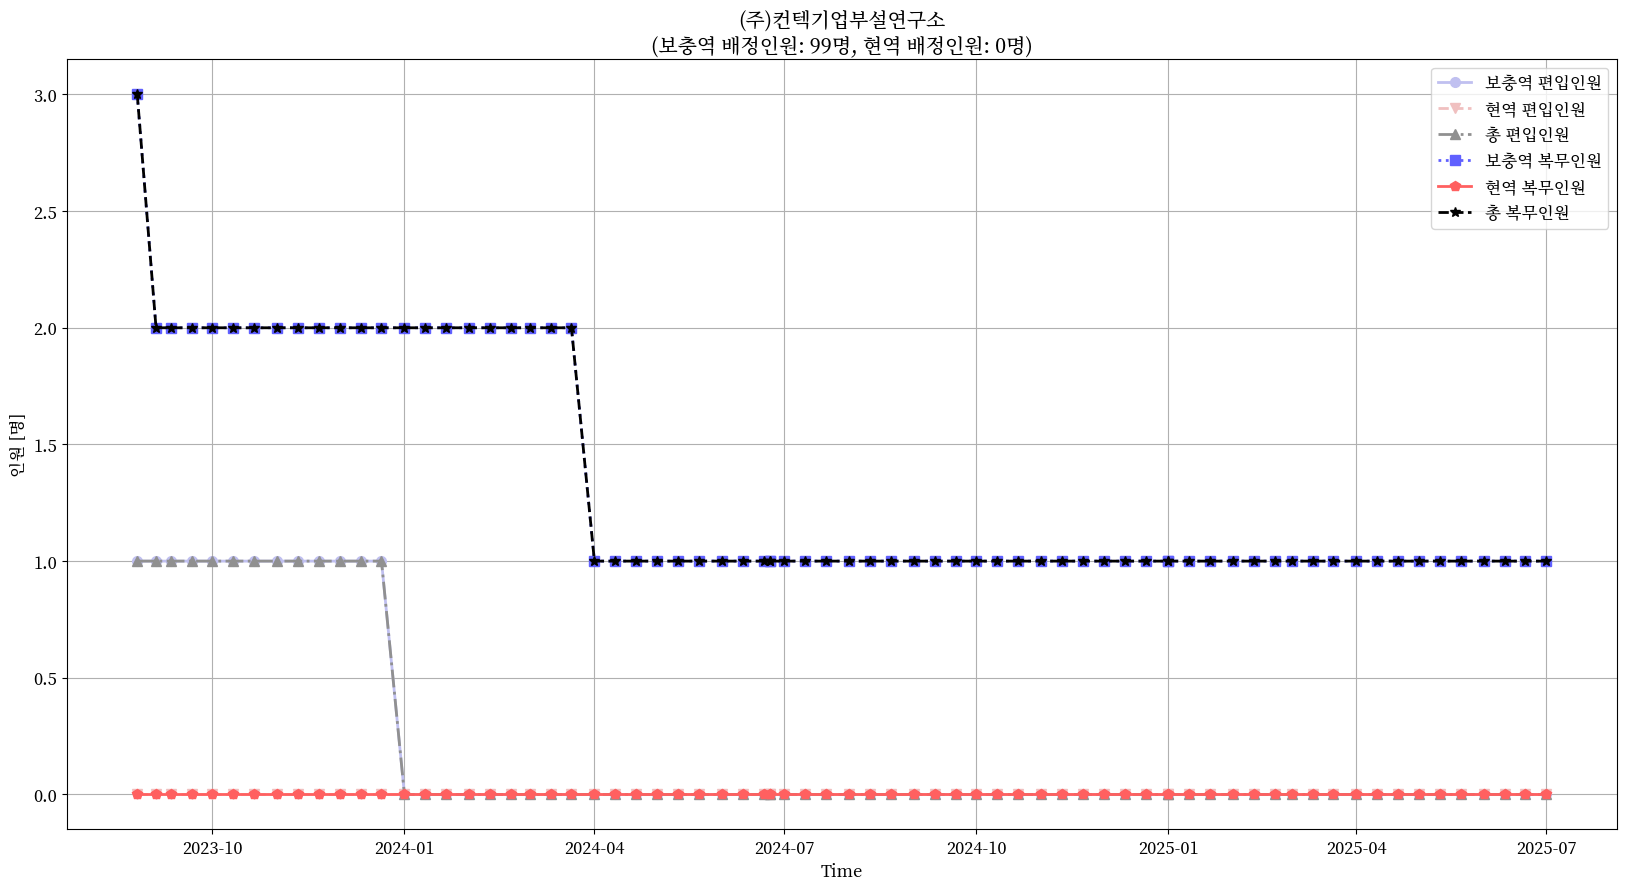 (주)컨텍기업부설연구소
(보충역 배정인원: 99명, 현역 배정인원: 0명)
보충역 편입인원
현역 편입인원
총 편입인원
보충역 복무인원
현역 복무인원
총 복무인원
인원 [명]
3.0
2.5
2.0
1.5
1.0
0.5
0.0
2023-10 2024-01 2024-04 2024-07 2024-10 2025-01 2025-04 2025-07
Time